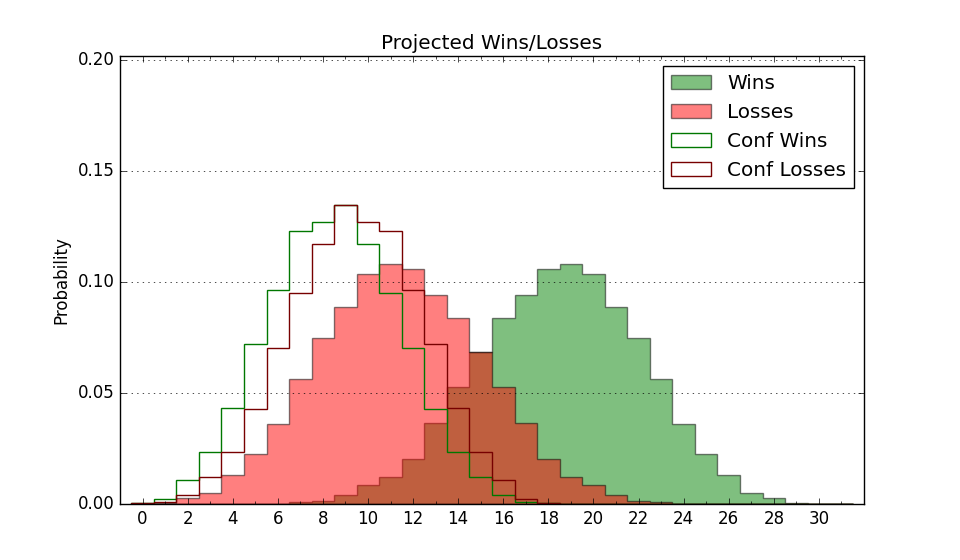 Projected Wins/Losses
Wins
Losses
Conf Wins
Conf Losses
Probability
0.20
0.15
0.10
0.05
0.00
0 2 4 6 8 10 12 14 16 18 20 22 24 26 28 30